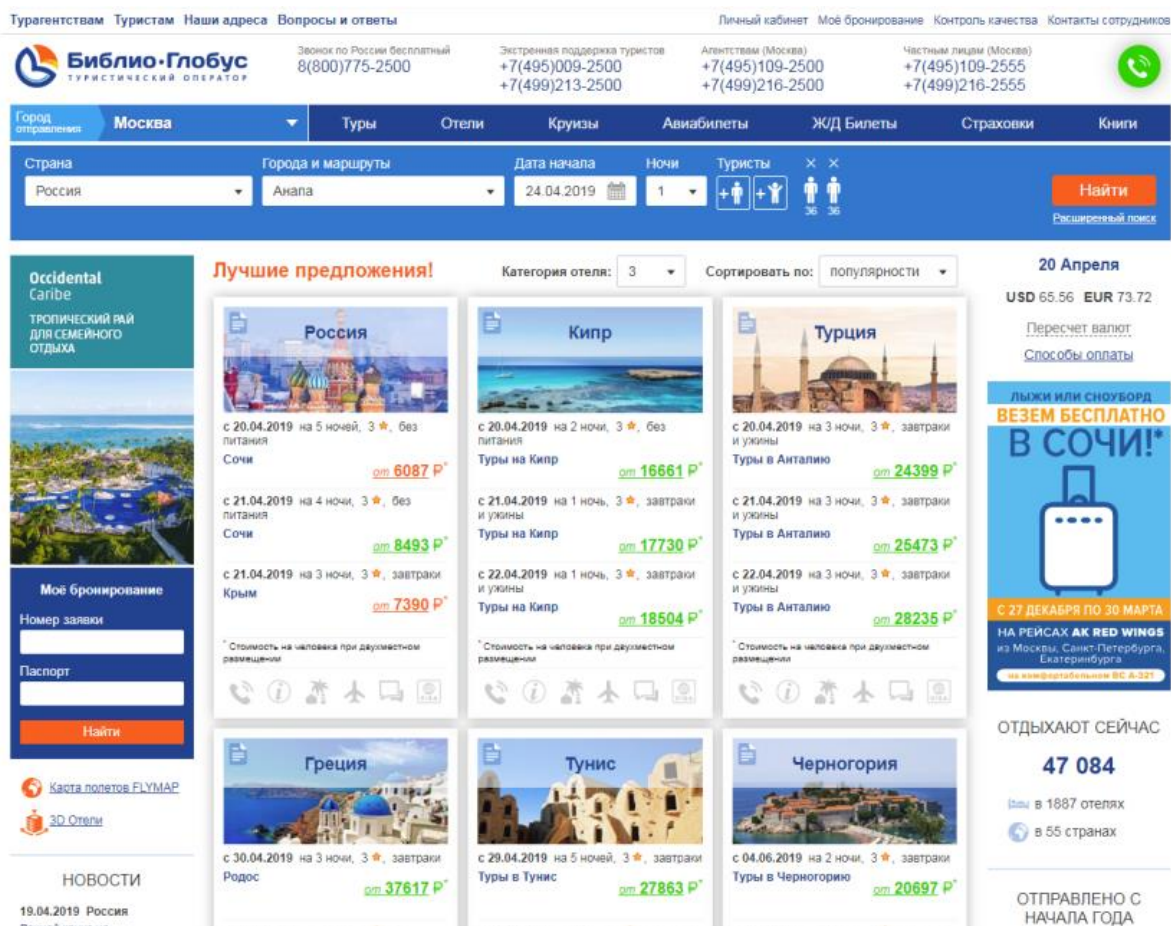 Турагентствам Туристам Наши адреса Вопросы и ответы
Личный кабинет Моё бронирование Контроль качества Контакты сотрудников
Библио•Глобус
ТУРИСТИЧЕСКИЙ ОПЕРАТОР
Звонок по России бесплатный
8(800)775-2500
Экстренная поддержка туристов
+7(495)009-2500
+7(499)213-2500
Агентствам (Москва)
+7(495)109-2500
+7(499)216-2500
Частным лицам (Москва)
+7(495)109-2555
+7(499)216-2555
Город
отправления
Москва
Туры Отели Круизы Авиабилеты Ж/Д Билеты Страховки Книги
Страна Города и маршруты Дата начала Ночи Туристы
Россия Анапа 24.04.2019 1
36 36
Найти
Расширенный поиск
Occidental
Caribe
ТРОПИЧЕСКИЙ РАЙ
ДЛЯ СЕМЕЙНОГО
ОТДЫХА
Моё бронирование
Номер заявки
Паспорт
Найти
Карта полетов FLYMAP
3D Отели
НОВОСТИ
19.04.2019 Россия
Лучшие предложения!
Категория отеля: 3 Сортировать по: популярности
Россия
с 20.04.2019 на 5 ночей, 3, без
питания
Сочи
от 6087 ₽*
с 21.04.2019 на 4 ночи, 3, без
питания
Сочи
от 8493 ₽*
с 21.04.2019 на 3 ночи, 3, завтраки
Крым
от 7390 ₽*
* Стоимость на человека при двухместном
размещении
Кипр
с 20.04.2019 на 2 ночи, 3, без
питания
Туры на Кипр
от 16661 ₽*
с 21.04.2019 на 1 ночь, 3, завтраки
и ужины
Туры на Кипр
от 17730 ₽*
с 22.04.2019 на 1 ночь, 3, завтраки
и ужины
Туры на Кипр
от 18504 ₽*
* Стоимость на человека при двухместном
размещении
Турция
с 20.04.2019 на 3 ночи, 3, завтраки
и ужины
Туры в Анталию
от 24399 ₽*
с 21.04.2019 на 3 ночи, 3, завтраки
и ужины
Туры в Анталию
от 25473 ₽*
с 22.04.2019 на 3 ночи, 3, завтраки
и ужины
Туры в Анталию
от 28235 ₽*
* Стоимость на человека при двухместном
размещении
Греция
с 30.04.2019 на 3 ночи, 3, завтраки
Родос
от 37617 ₽*
Тунис
с 29.04.2019 на 5 ночей, 3, завтраки
Туры в Тунис
от 27863 ₽*
Черногория
с 04.06.2019 на 2 ночи, 3, завтраки
Туры в Черногорию
от 20697 ₽*
20 Апреля
USD 65.56 EUR 73.72
Пересчет валют
Способы оплаты
ЛЫЖИ ИЛИ СНОУБОРД
ВЕЗЕМ БЕСПЛАТНО
В СОЧИ!*
С 27 ДЕКАБРЯ ПО 30 МАРТА
НА РЕЙСАХ АК RED WINGS
из Москвы, Санкт-Петербурга,
Екатеринбурга
на комфортабельном ВС А-321
ОТДЫХАЮТ СЕЙЧАС
47 084
в 1887 отелях
в 55 странах
ОТПРАВЛЕНО С
НАЧАЛА ГОДА